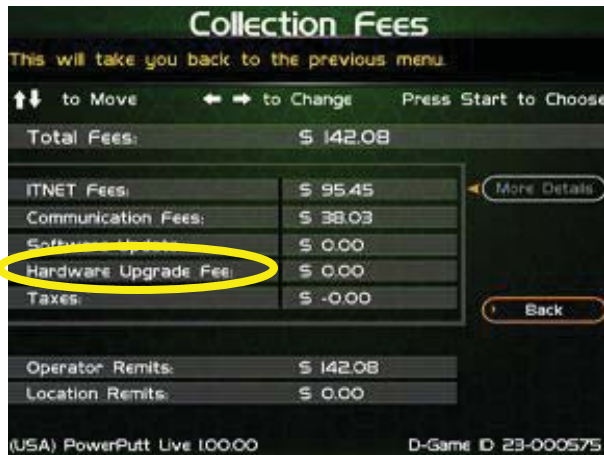 Collection Fees
This will take you back to the previous menu.
to Move to Change Press Start to Choose
Total Fees: $ 142.08
ITNET Fees: $ 95.45
More Details
Communication Fees: $ 38.03
Software Update: $ 0.00
Hardware Upgrade Fee: $ 0.00
Taxes: $ -0.00
Back
Operator Remits: $ 142.08
Location Remits: $ 0.00
(USA) PowerPutt Live 1.00.00 D-Game ID 23-000575